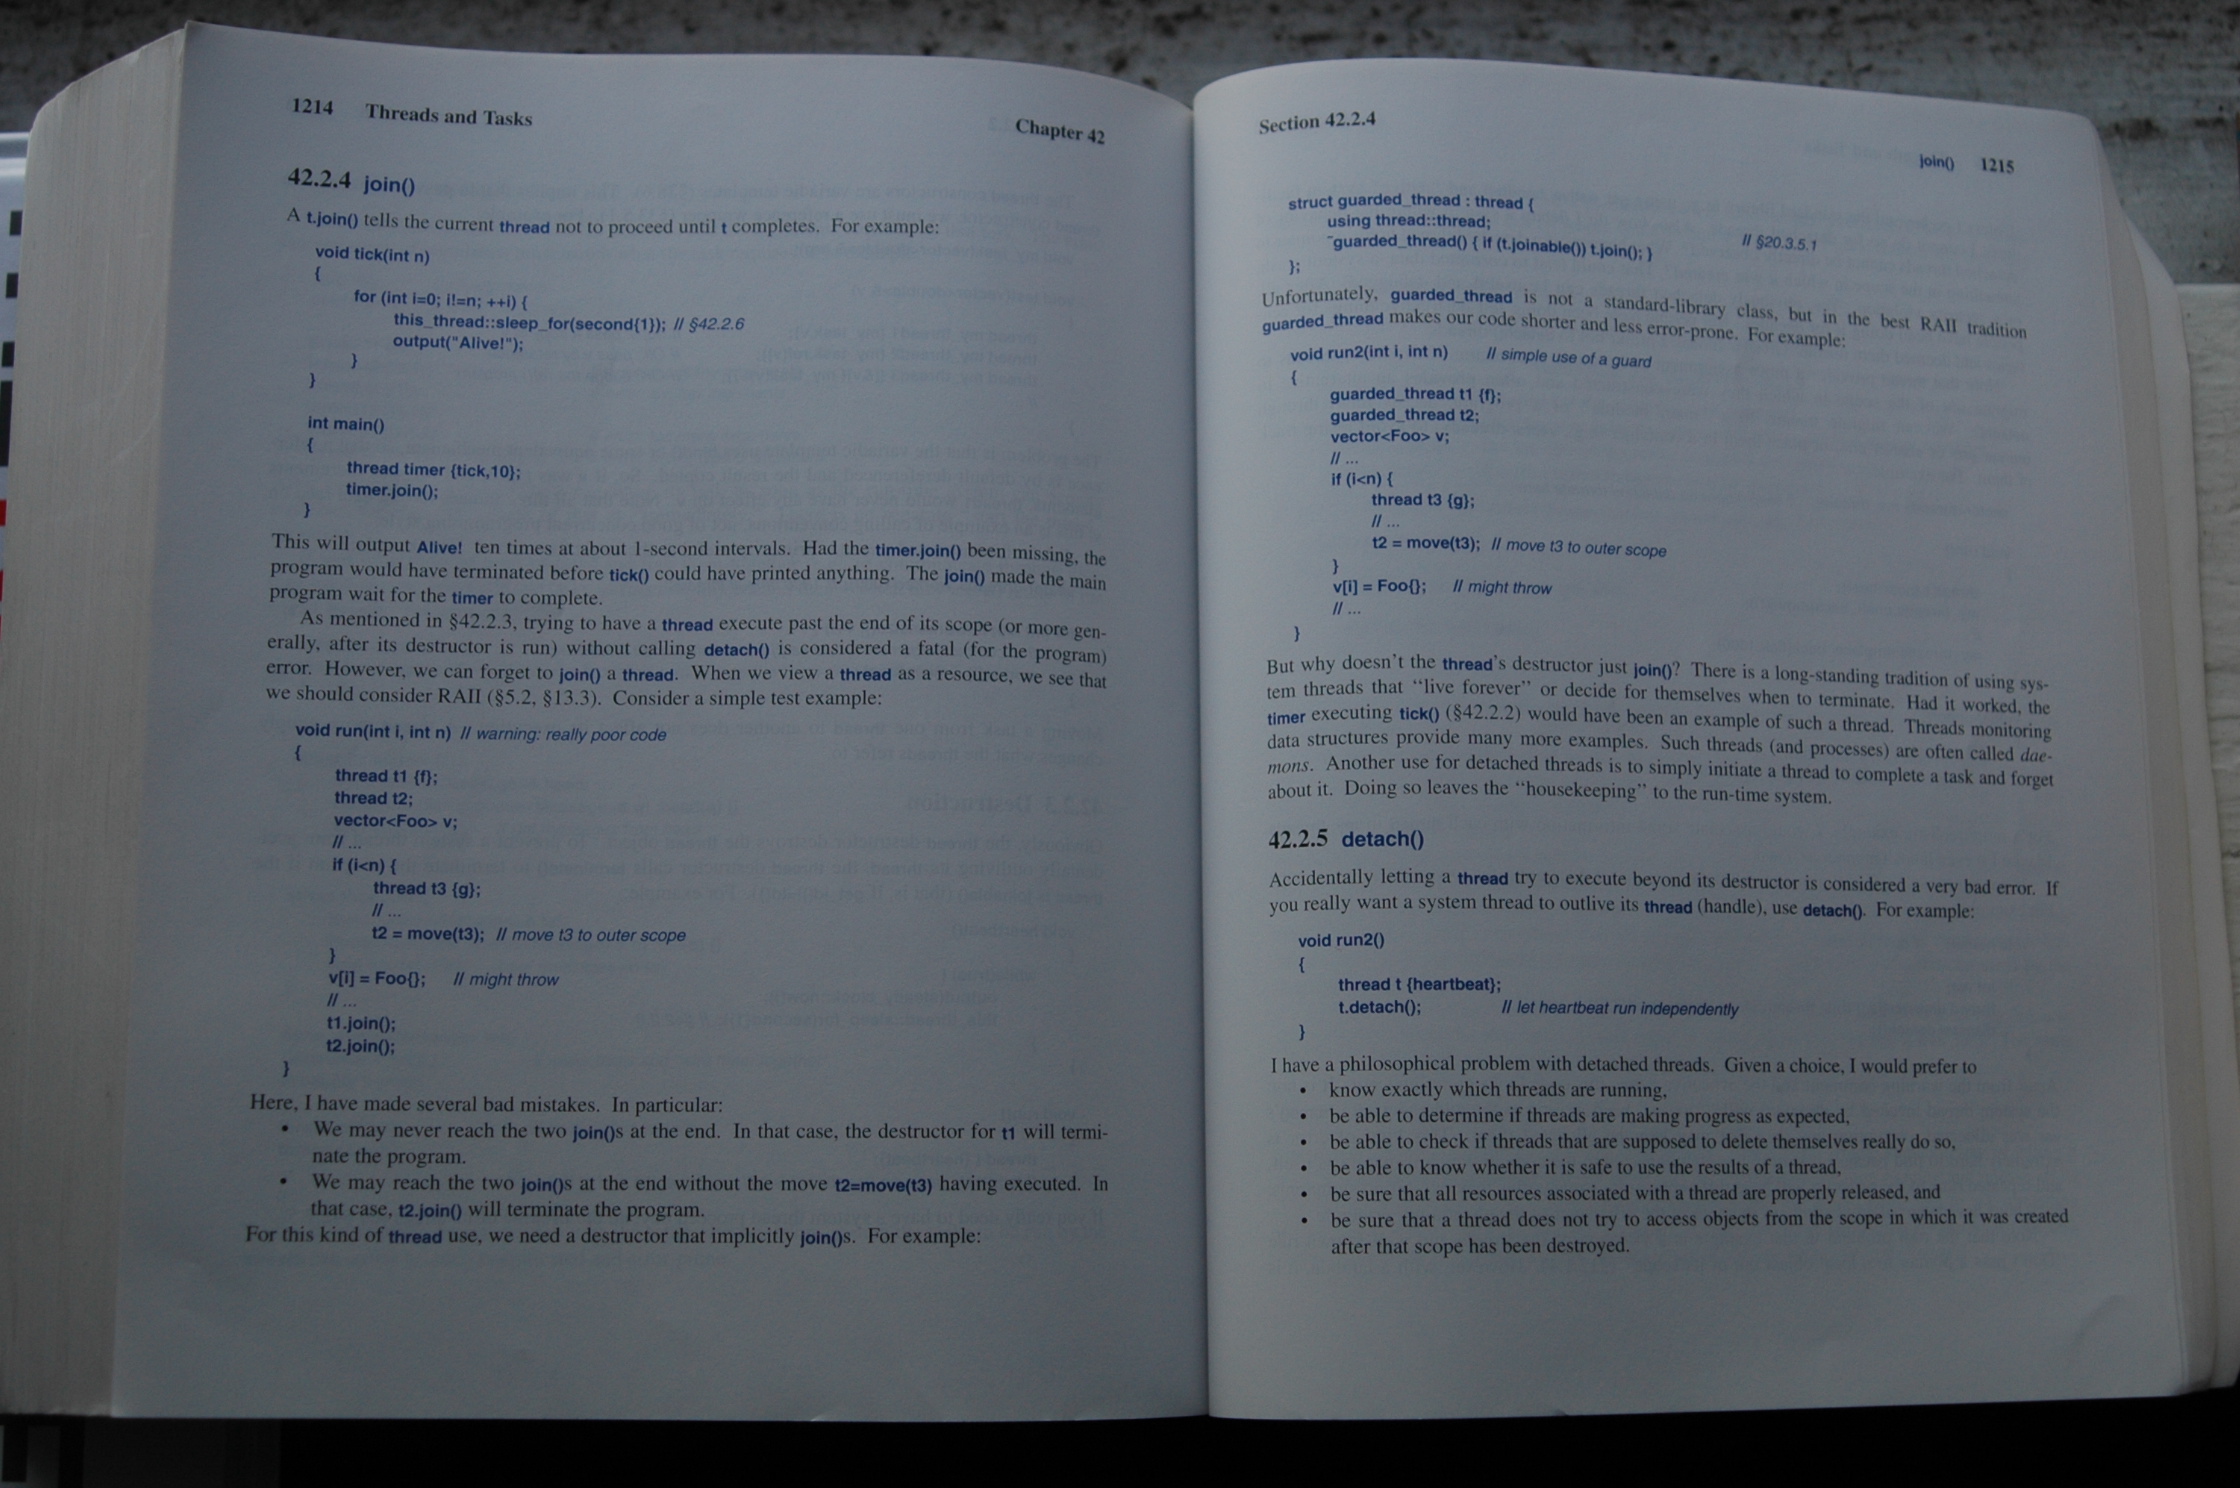 1214 Threads and Tasks Chapter 42
42.2.4 join()
A t.join() tells the current thread not to proceed until t completes. For example:
void tick(int n)
{
for (int i=0; i!=n; ++i) {
this_thread::sleep_for(second{1}); // §42.2.6
output("Alive!");
}
}
int main()
{
thread timer {tick,10};
timer.join();
}
This will output Alive! ten times at about 1-second intervals. Had the timer.join() been missing, the
program would have terminated before tick() could have printed anything. The join() made the main
program wait for the timer to complete.
As mentioned in §42.2.3, trying to have a thread execute past the end of its scope (or more gen-
erally, after its destructor is run) without calling detach() is considered a fatal (for the program)
error. However, we can forget to join() a thread. When we view a thread as a resource, we see that
we should consider RAII (§5.2, §13.3). Consider a simple test example:
void run(int i, int n) // warning: really poor code
{
thread t1 {f};
thread t2;
vector<Foo> v;
// ...
if (i<n) {
thread t3 {g};
// ...
t2 = move(t3); // move t3 to outer scope
}
v[i] = Foo{}; // might throw
// ...
t1.join();
t2.join();
}
Here, I have made several bad mistakes. In particular:
• We may never reach the two join()s at the end. In that case, the destructor for t1 will termi-
nate the program.
• We may reach the two join()s at the end without the move t2=move(t3) having executed. In
that case, t2.join() will terminate the program.
For this kind of thread use, we need a destructor that implicitly join()s. For example:
Section 42.2.4 join() 1215
struct guarded_thread : thread {
using thread::thread; // §20.3.5.1
~guarded_thread() { if (t.joinable()) t.join(); }
};
Unfortunately, guarded_thread is not a standard-library class, but in the best RAII tradition
guarded_thread makes our code shorter and less error-prone. For example:
void run2(int i, int n) // simple use of a guard
{
guarded_thread t1 {f};
guarded_thread t2;
vector<Foo> v;
// ...
if (i<n) {
thread t3 {g};
// ...
t2 = move(t3); // move t3 to outer scope
}
v[i] = Foo{}; // might throw
// ...
}
But why doesn't the thread's destructor just join()? There is a long-standing tradition of using sys-
tem threads that "live forever" or decide for themselves when to terminate. Had it worked, the
timer executing tick() (§42.2.2) would have been an example of such a thread. Threads monitoring
data structures provide many more examples. Such threads (and processes) are often called dae-
mons. Another use for detached threads is to simply initiate a thread to complete a task and forget
about it. Doing so leaves the "housekeeping" to the run-time system.
42.2.5 detach()
Accidentally letting a thread try to execute beyond its destructor is considered a very bad error. If
you really want a system thread to outlive its thread (handle), use detach(). For example:
void run2()
{
thread t {heartbeat};
t.detach(); // let heartbeat run independently
}
I have a philosophical problem with detached threads. Given a choice, I would prefer to
• know exactly which threads are running,
• be able to determine if threads are making progress as expected,
• be able to check if threads that are supposed to delete themselves really do so,
• be able to know whether it is safe to use the results of a thread,
• be sure that all resources associated with a thread are properly released, and
• be sure that a thread does not try to access objects from the scope in which it was created
after that scope has been destroyed.